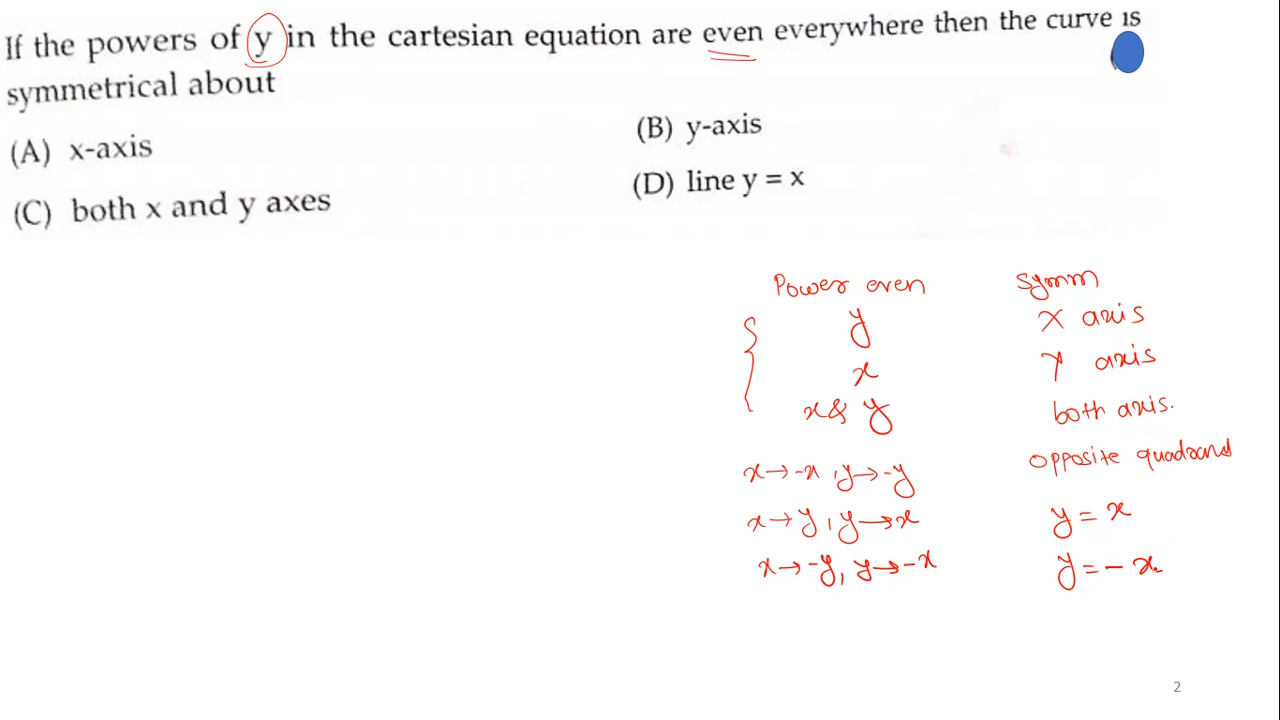 If the powers of y in the cartesian equation are even everywhere then the curve is
symmetrical about
(A) x-axis
(B) y-axis
(C) both x and y axes
(D) line y = x
Power even symm
y X axis
x Y axis
x & y both axis.
x→-x, y→-y opposite quadrand
x→y, y→x y = x
x→-y, y→-x y = -x
2